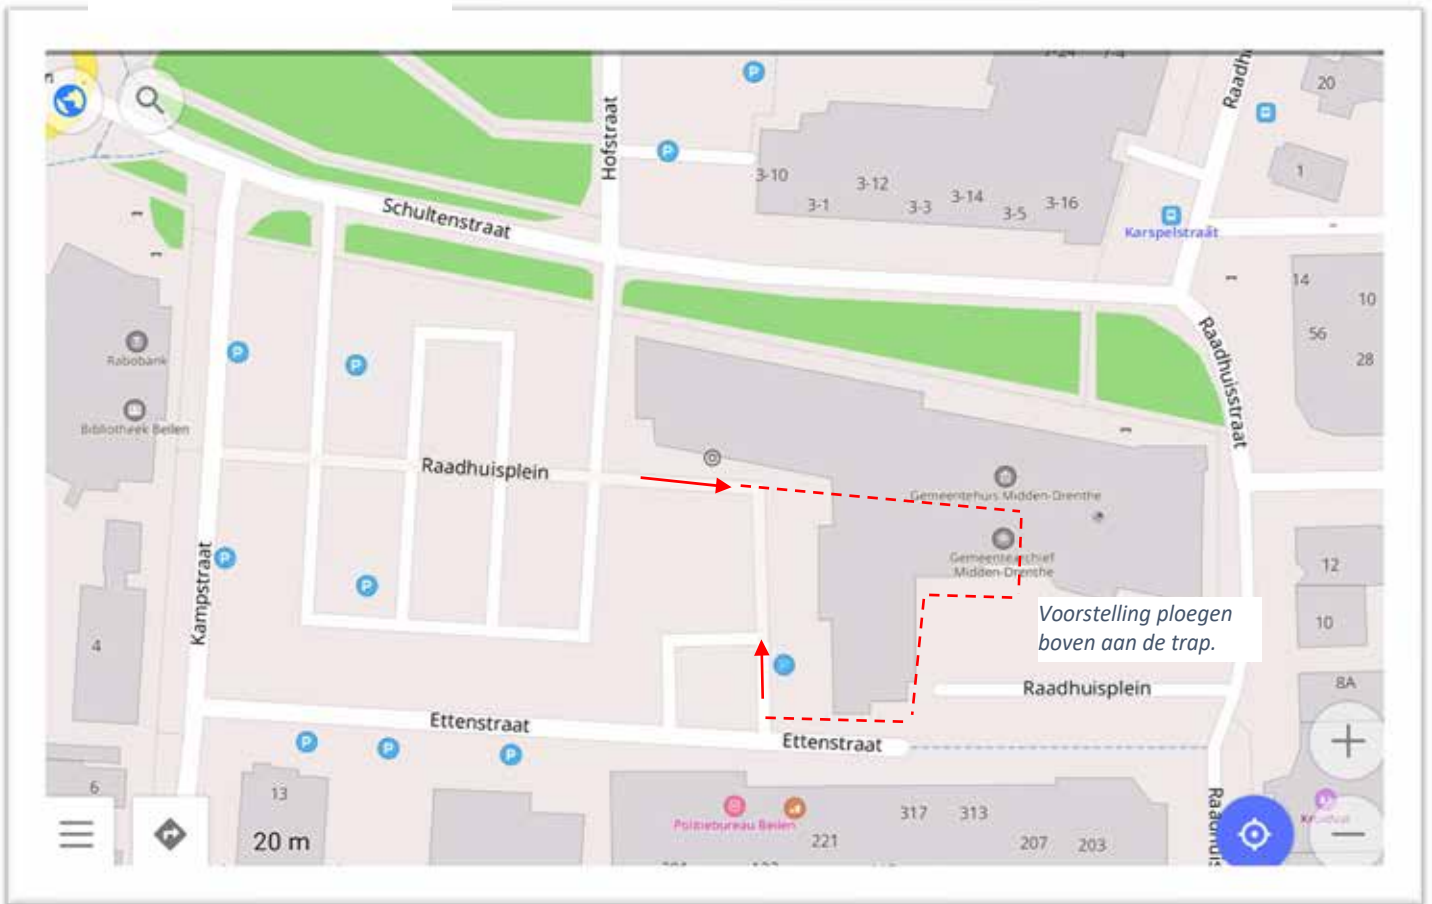 Raadh
20
Hofstraat
3-10
3-12
3-1
3-3
3-14
3-5
3-16
1
Schultenstraat
Karspelstraat
14
10
56
28
Raadhuisstraat
Rabobank
Bibliotheek Beilen
Raadhuisplein
Gemeentehuis Midden-Drenthe
Gemeentearchief
Midden-Drenthe
Kampstraat
12
Voorstelling ploegen
boven aan de trap.
10
4
Raadhuisplein
8A
Ettenstraat
Ettenstraat
6
13
20 m
Politiebureau Beilen
221
317
313
207
203
Raadhuis
Kruidvat